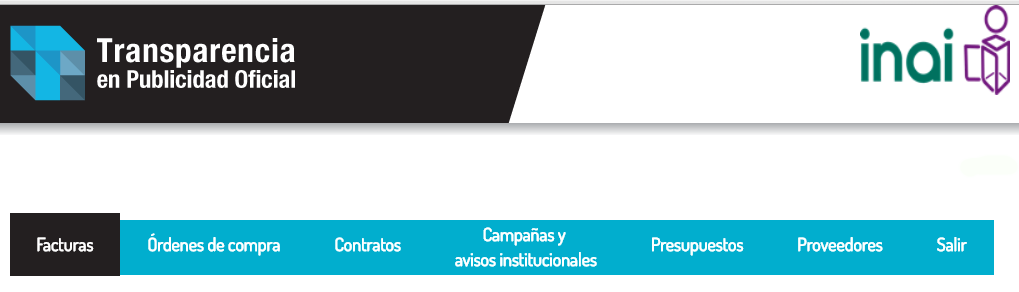 Transparencia
en Publicidad Oficial
inai
Facturas
Órdenes de compra
Contratos
Campañas y
avisos institucionales
Presupuestos
Proveedores
Salir